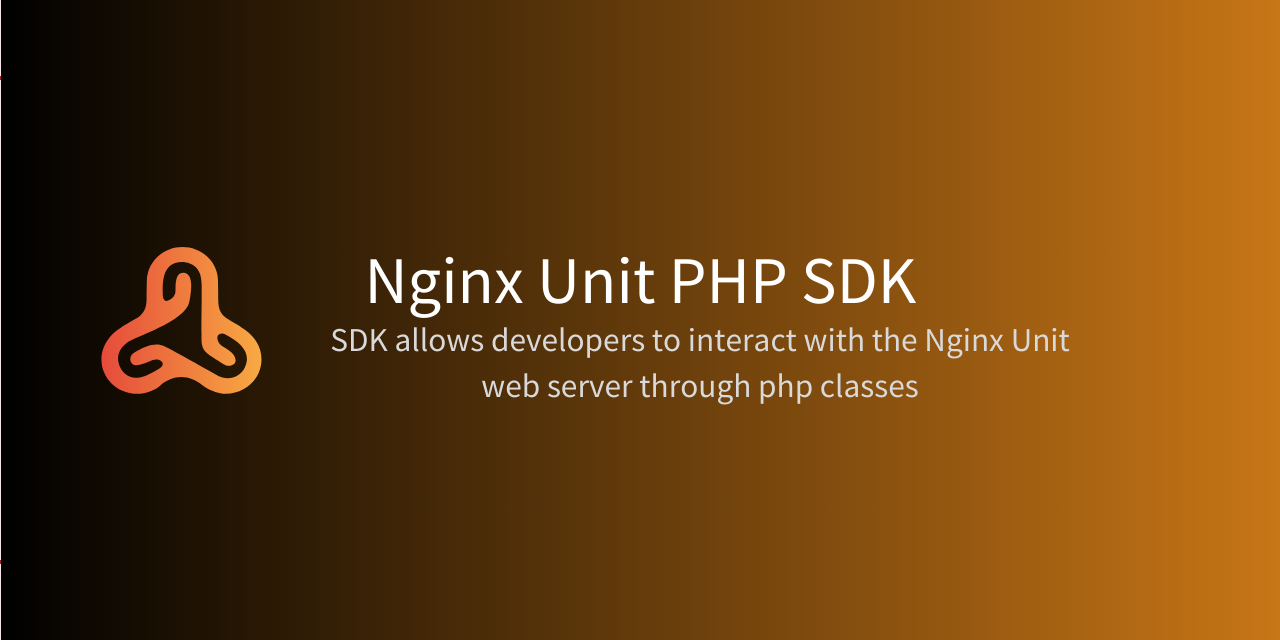 Nginx Unit PHP SDK
SDK allows developers to interact with the Nginx Unit
web server through php classes